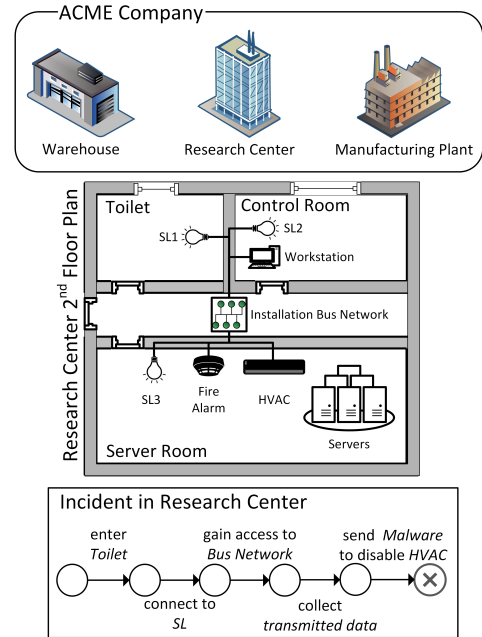 ACME Company
Warehouse
Research Center
Manufacturing Plant
Research Center 2nd Floor Plan
Toilet
Control Room
SL1
SL2
Workstation
Installation Bus Network
SL3
Fire
Alarm
HVAC
Servers
Server Room
Incident in Research Center
enter
Toilet
gain access to
Bus Network
send Malware
to disable HVAC
connect to
SL
collect
transmitted data